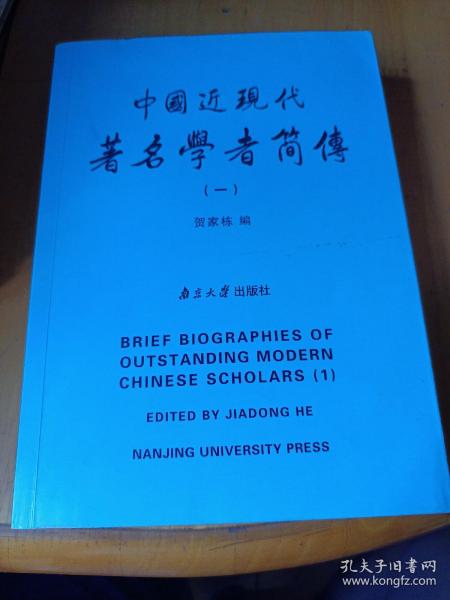 中國近現代
著名學者简傳
(一)
贺家栋 编
南京大学出版社
BRIEF BIOGRAPHIES OF
OUTSTANDING MODERN
CHINESE SCHOLARS (1)
EDITED BY JIADONG HE
NANJING UNIVERSITY PRESS
孔夫子旧书网
www.kongfz.com